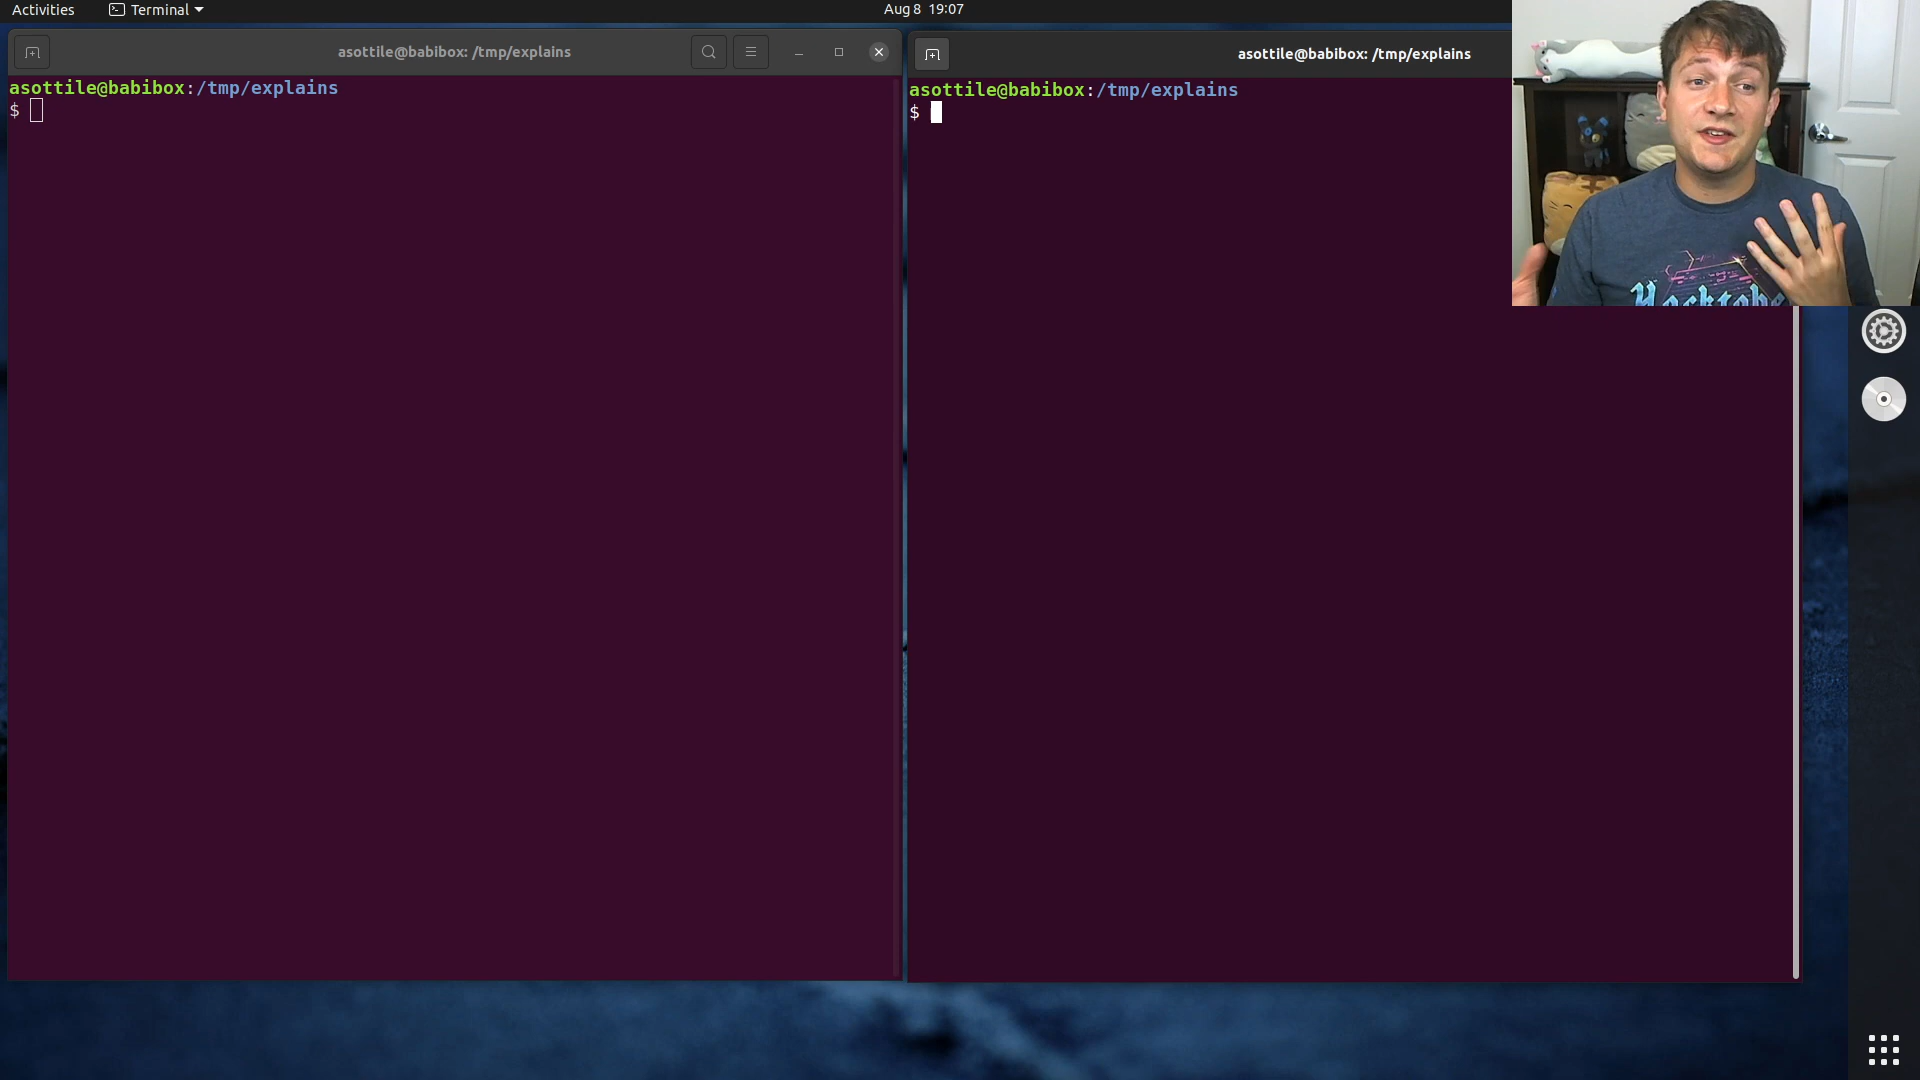 Activities
Terminal
Aug 8 19:07
asottile@babibox: /tmp/explains
asottile@babibox:/tmp/explains
$
asottile@babibox: /tmp/explains
asottile@babibox:/tmp/explains
$